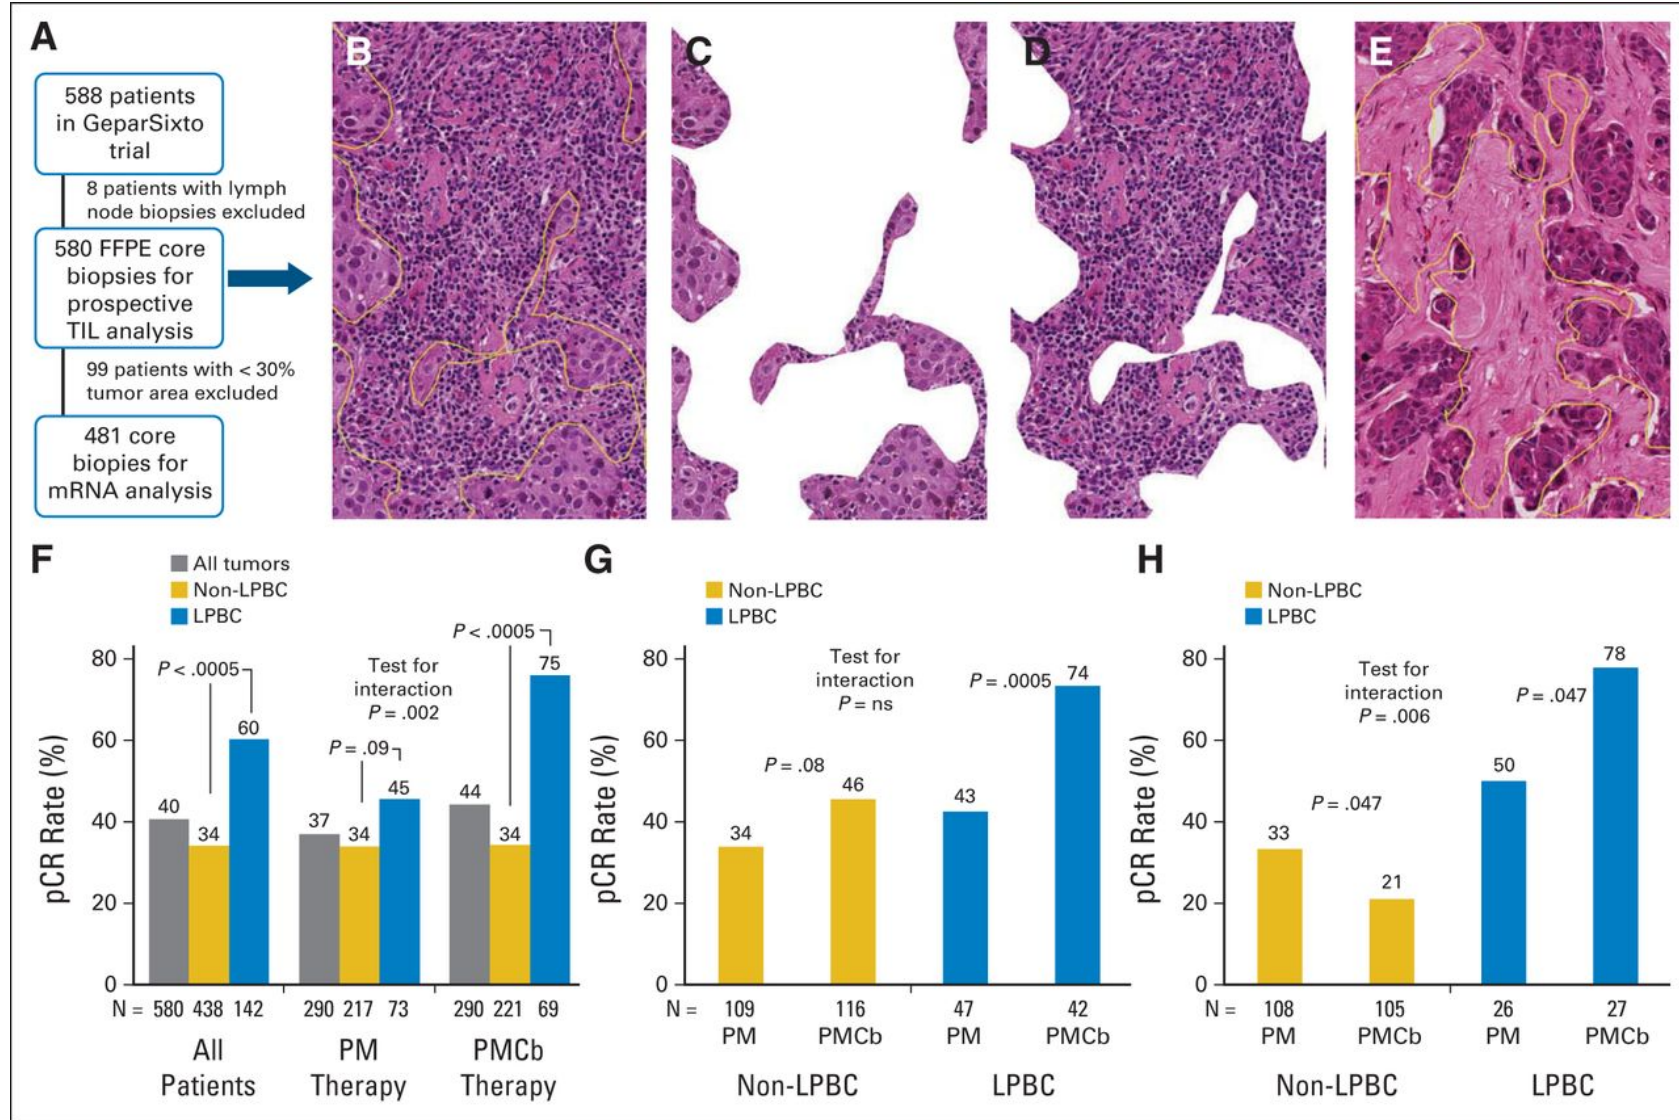 A
588 patients
in GeparSixto
trial
8 patients with lymph
node biopsies excluded
580 FFPE core
biopsies for
prospective
TIL analysis
99 patients with < 30%
tumor area excluded
481 core
biopies for
mRNA analysis
B
C
D
E
F
All tumors
Non-LPBC
LPBC
pCR Rate (%)
80
60
40
20
0
P < .0005
40
34
60
Test for
interaction
P = .002
P = .09
37
34
45
P < .0005
44
34
75
N = 580 438 142 290 217 73 290 221 69
All
Patients
PM
Therapy
PMCb
Therapy
G
Non-LPBC
LPBC
pCR Rate (%)
80
60
40
20
0
Test for
interaction
P = ns
P = .08
34
46
P = .0005
43
74
N = 109 116 47 42
PM PMCb PM PMCb
Non-LPBC LPBC
H
Non-LPBC
LPBC
pCR Rate (%)
80
60
40
20
0
Test for
interaction
P = .006
P = .047
33
21
P = .047
50
78
N = 108 105 26 27
PM PMCb PM PMCb
Non-LPBC LPBC